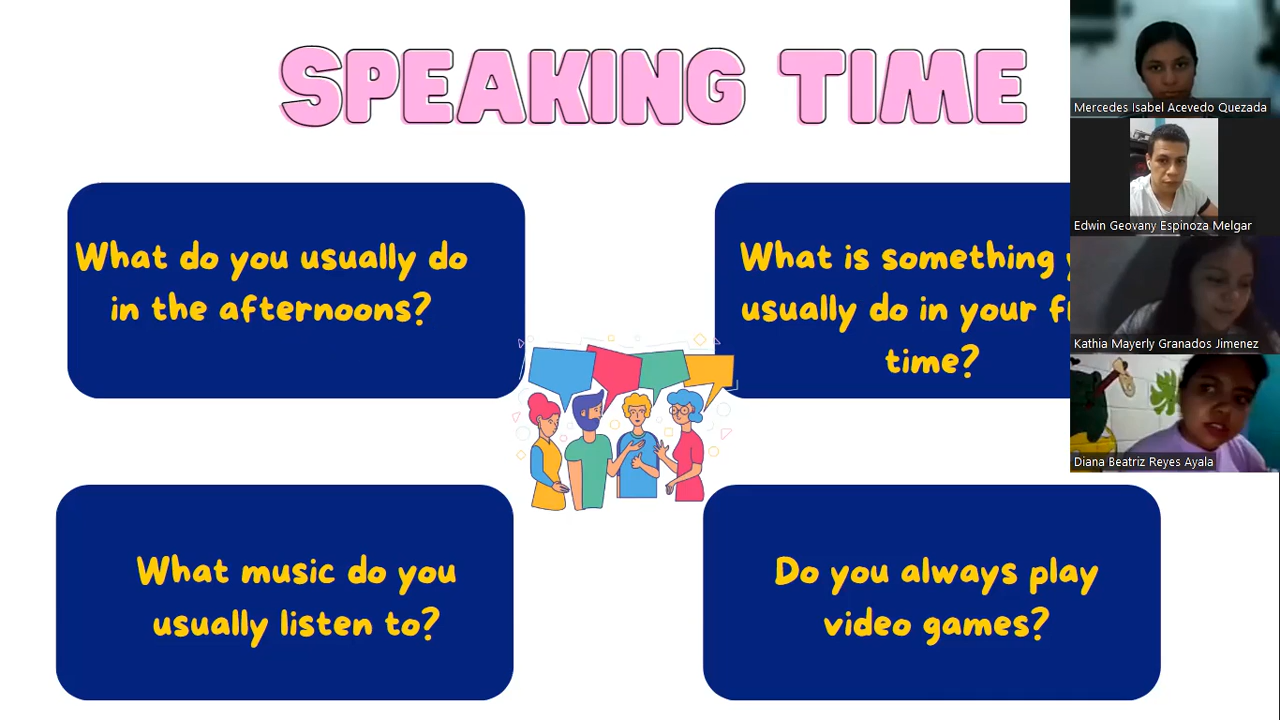 SPEAKING TIME
What do you usually do
in the afternoons?
What is something
usually do in your
time?
What music do you
usually listen to?
Do you always play
video games?
Mercedes Isabel Acevedo Quezada
Edwin Geovany Espinoza Melgar
Kathia Mayerly Granados Jimenez
Diana Beatriz Reyes Ayala